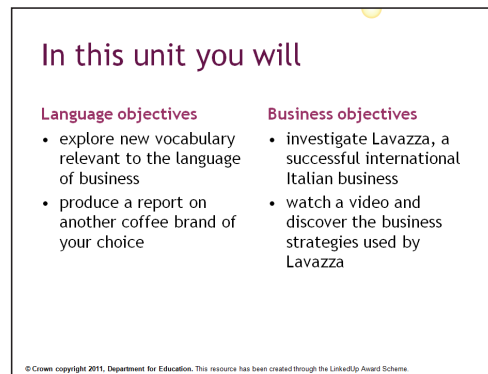 In this unit you will
Language objectives
• explore new vocabulary
relevant to the language
of business
• produce a report on
another coffee brand of
your choice
Business objectives
• investigate Lavazza, a
successful international
Italian business
• watch a video and
discover the business
strategies used by
Lavazza
© Crown copyright 2011, Department for Education. This resource has been created through the LinkedUp Award Scheme.